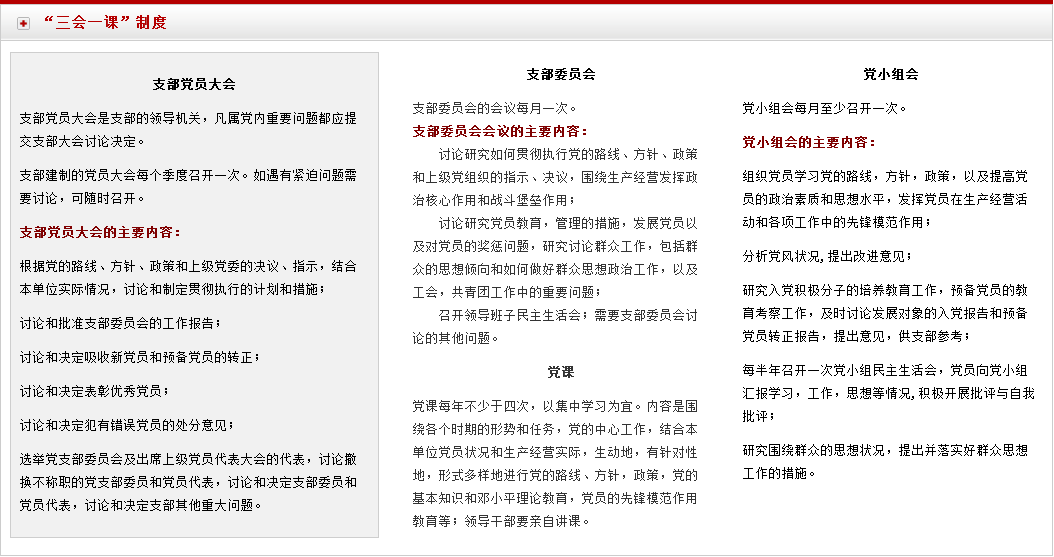 “三会一课”制度
支部党员大会
支部党员大会是支部的领导机关，凡属党内重要问题都应提
交支部大会讨论决定。
支部建制的党员大会每个季度召开一次。如遇有紧迫问题需
要讨论，可随时召开。
支部党员大会的主要内容：
根据党的路线、方针、政策和上级党委的决议、指示，结合
本单位实际情况，讨论和制定贯彻执行的计划和措施；
讨论和批准支部委员会的工作报告；
讨论和决定吸收新党员和预备党员的转正；
讨论和决定表彰优秀党员；
讨论和决定犯有错误党员的处分意见；
选举党支部委员会及出席上级党员代表大会的代表，讨论撤
换不称职的党支部委员和党员代表，讨论和决定支部委员和
党员代表，讨论和决定支部其他重大问题。
支部委员会
支部委员会的会议每月一次。
支部委员会会议的主要内容：
讨论研究如何贯彻执行党的路线、方针、政策
和上级党组织的指示、决议，围绕生产经营发挥政
治核心作用和战斗堡垒作用；
讨论研究党员教育，管理的措施，发展党员以
及对党员的奖惩问题，研究讨论群众工作，包括群
众的思想倾向和如何做好群众思想政治工作，以及
工会，共青团工作中的重要问题；
召开领导班子民主生活会；需要支部委员会讨
论的其他问题。
党课
党课每年不少于四次，以集中学习为宜。内容是围
绕各个时期的形势和任务，党的中心工作，结合本
单位党员状况和生产经营实际，生动地，有针对性
地，形式多样地进行党的路线、方针，政策，党的
基本知识和邓小平理论教育，党员的先锋模范作用
教育等；领导干部要亲自讲课。
党小组会
党小组会每月至少召开一次。
党小组会的主要内容：
组织党员学习党的路线，方针，政策，以及提高党
员的政治素质和思想水平，发挥党员在生产经营活
动和各项工作中的先锋模范作用；
分析党风状况,提出改进意见；
研究入党积极分子的培养教育工作，预备党员的教
育考察工作，及时讨论发展对象的入党报告和预备
党员转正报告，提出意见，供支部参考；
每半年召开一次党小组民主生活会，党员向党小组
汇报学习，工作，思想等情况,积极开展批评与自我
批评；
研究围绕群众的思想状况，提出并落实好群众思想
工作的措施。